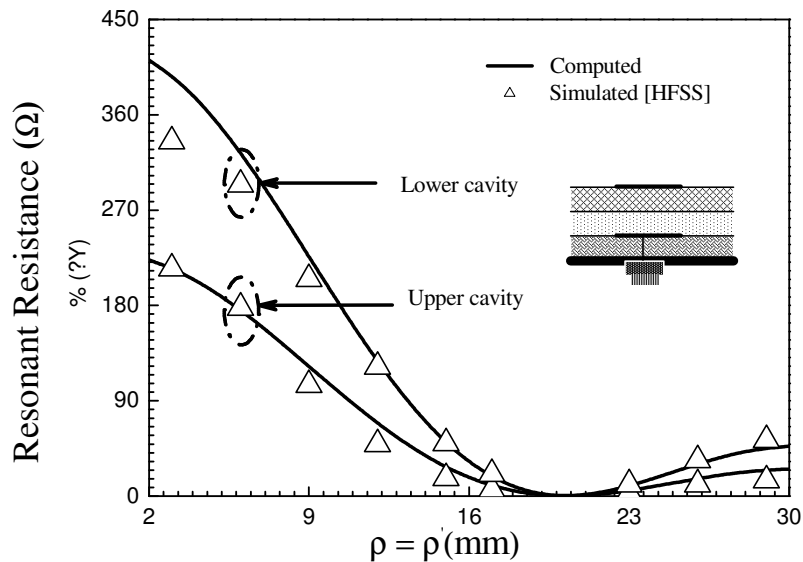 450
360
270
180
90
0
Resonant Resistance (Ω)
% (?Y)
Computed
Simulated [HFSS]
Lower cavity
Upper cavity
2 9 16 23 30
ρ = ρ'(mm)